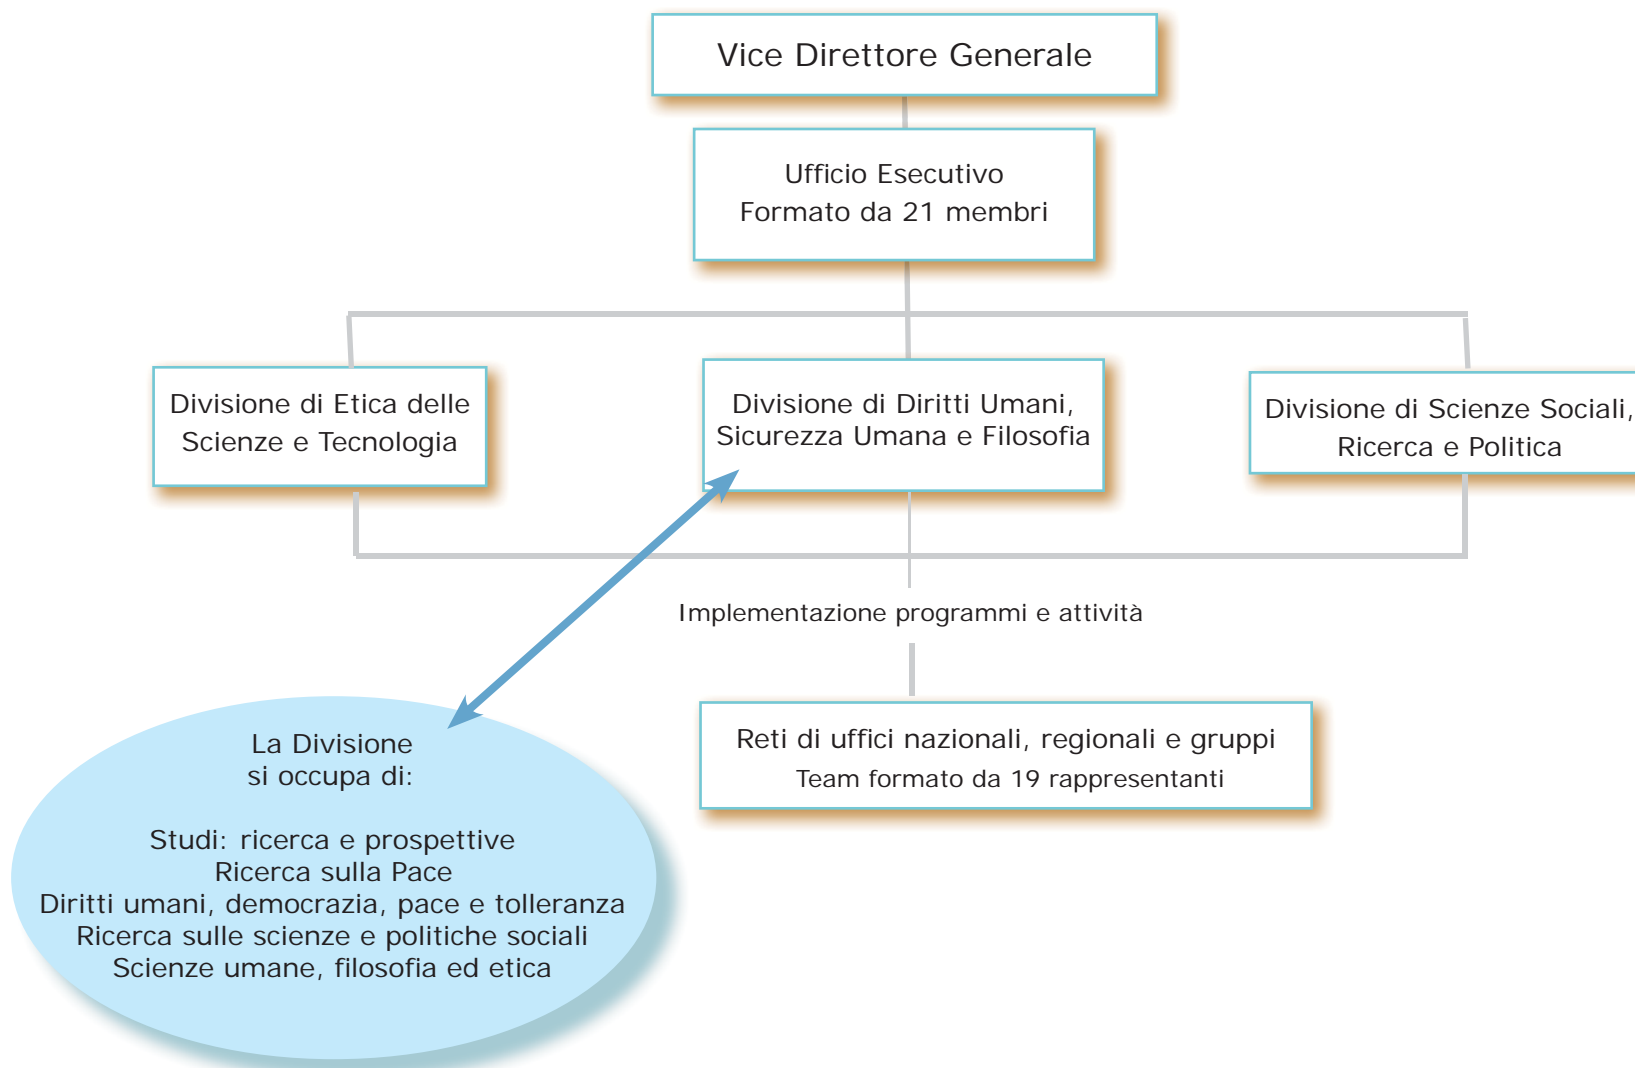 Vice Direttore Generale
Ufficio Esecutivo
Formato da 21 membri
Divisione di Etica delle
Scienze e Tecnologia
Divisione di Diritti Umani,
Sicurezza Umana e Filosofia
Divisione di Scienze Sociali,
Ricerca e Politica
Implementazione programmi e attività
Reti di uffici nazionali, regionali e gruppi
Team formato da 19 rappresentanti
La Divisione
si occupa di:
Studi: ricerca e prospettive
Ricerca sulla Pace
Diritti umani, democrazia, pace e tolleranza
Ricerca sulle scienze e politiche sociali
Scienze umane, filosofia ed etica